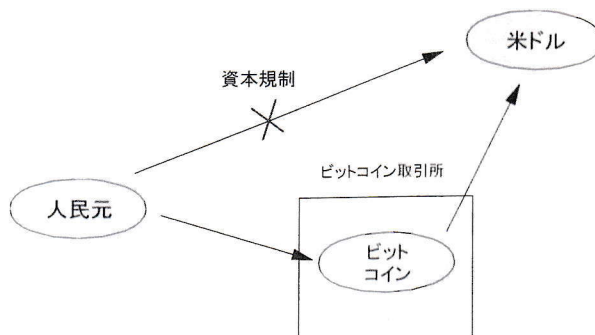 米ドル
資本規制
ビットコイン取引所
人民元
ビット
コイン